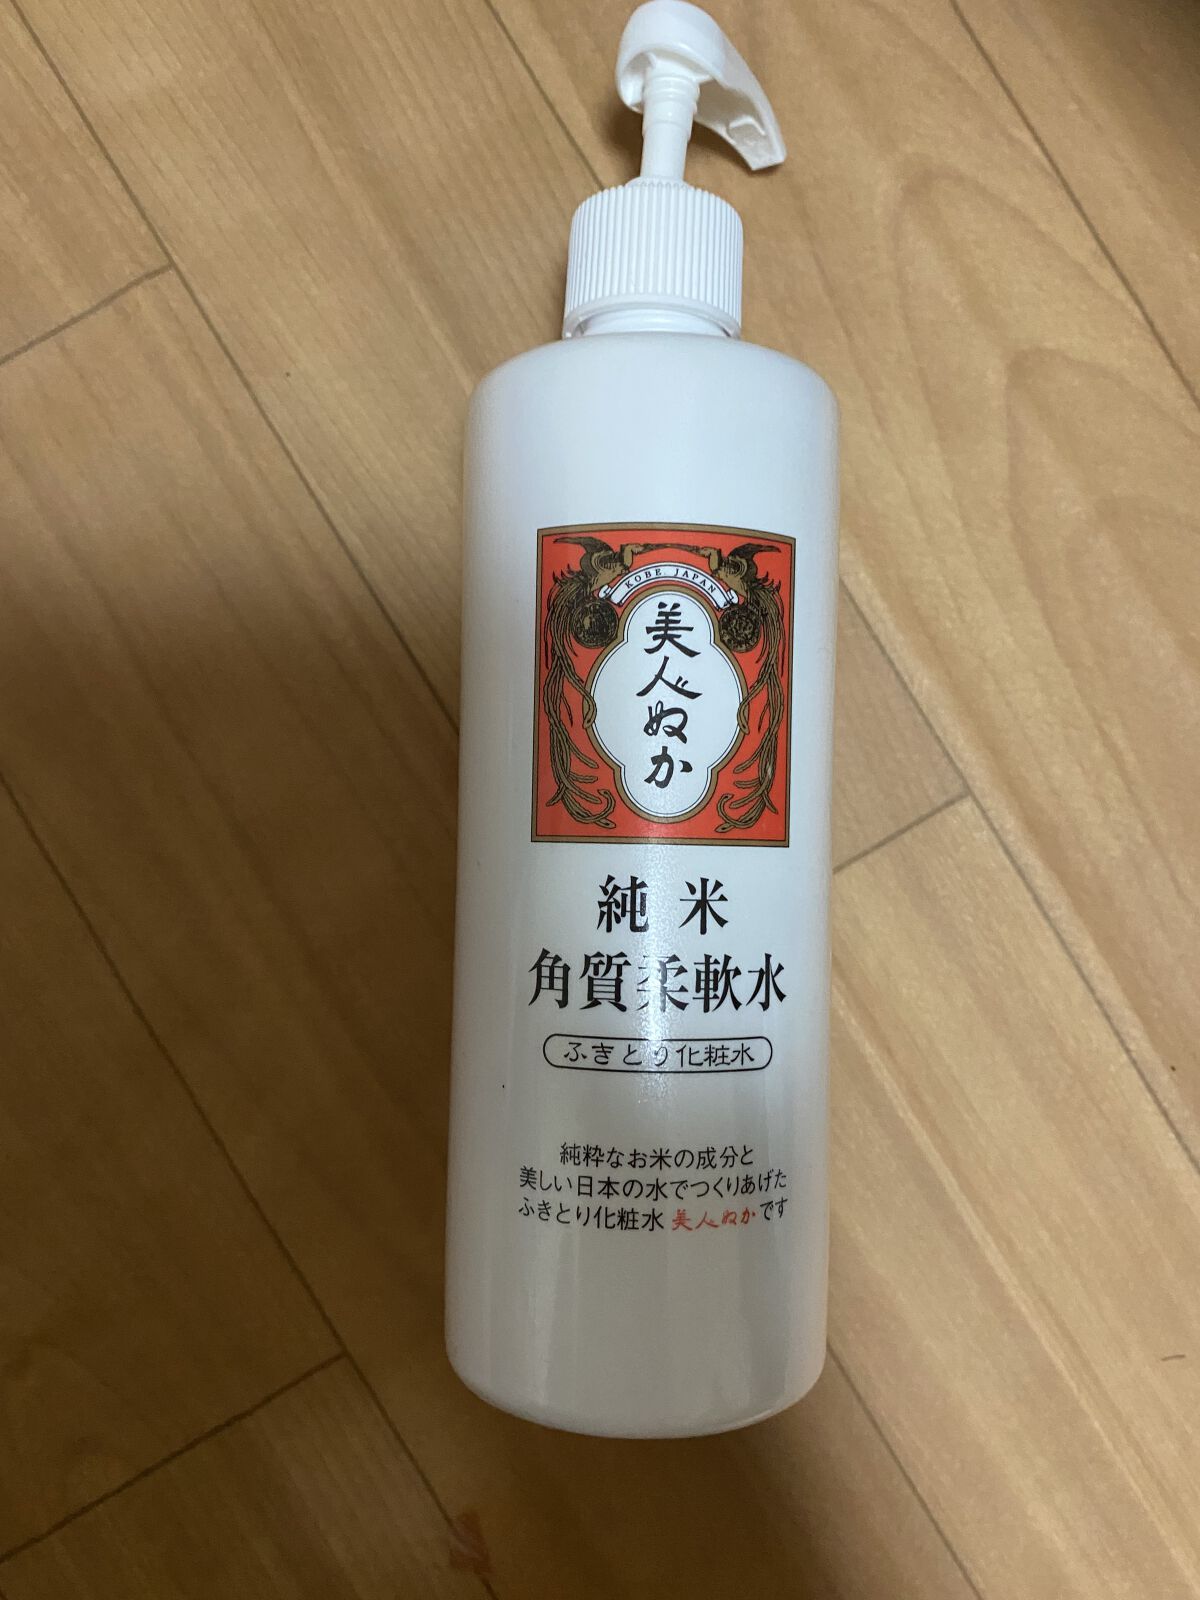 KOBE. JAPAN
美人ぬか
純米
角質柔軟水
ふきとり化粧水
純粋なお米の成分と
美しい日本の水でつくりあげた
ふきとり化粧水 美人ぬかです